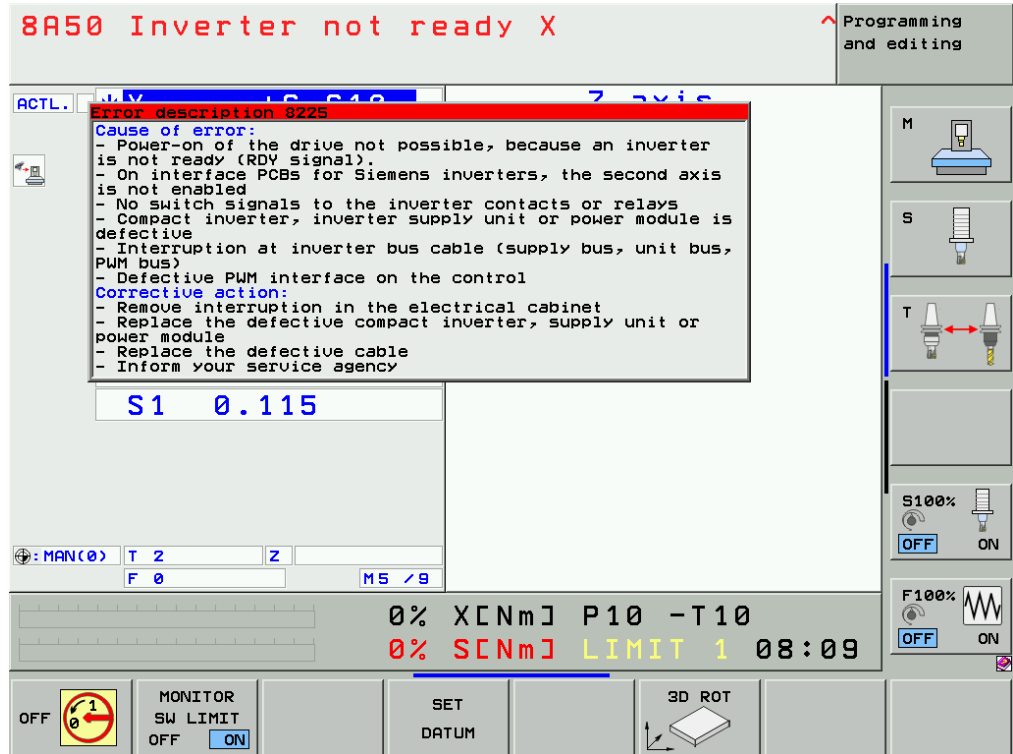 8A50 Inverter not ready X
Programming
and editing
ACTL.
Z axis
Error description 8225
Cause of error:
- Power-on of the drive not possible, because an inverter
is not ready (RDY signal).
- On interface PCBs for Siemens inverters, the second axis
is not enabled
- No switch signals to the inverter contacts or relays
- Compact inverter, inverter supply unit or power module is
defective
- Interruption at inverter bus cable (supply bus, unit bus,
PWM bus)
- Defective PWM interface on the control
Corrective action:
- Remove interruption in the electrical cabinet
- Replace the defective compact inverter, supply unit or
power module
- Replace the defective cable
- Inform your service agency
S1 0.115
: MAN(0) T 2 Z
F 0 M5 /9
0% X[Nm] P10 -T10
0% S[Nm] LIMIT 1 08:09
M
S
T
S100%
OFF ON
F100%
OFF ON
OFF 1 0
MONITOR
SW LIMIT
OFF ON
SET
DATUM
3D ROT